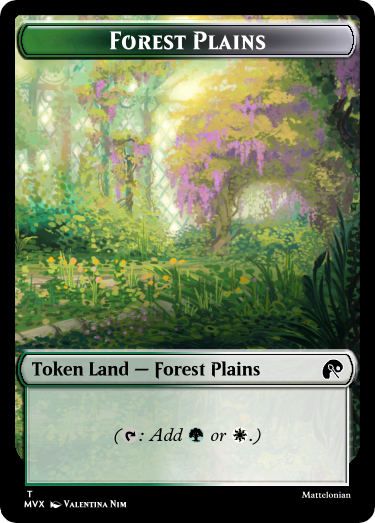 Forest Plains
Token Land — Forest Plains
( : Add or .)
T
MVX Valentina Nim
Mattelonian